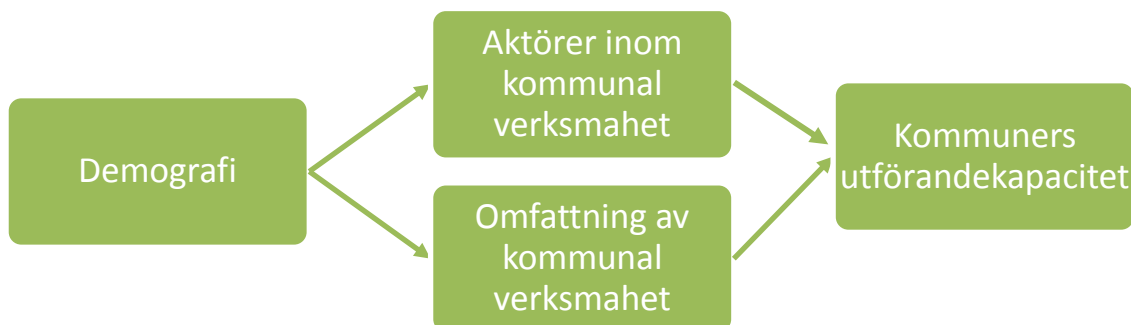 Demografi
Aktörer inom
kommunal
verksmahet
Omfattning av
kommunal
verksmahet
Kommuners
utförandekapacitet